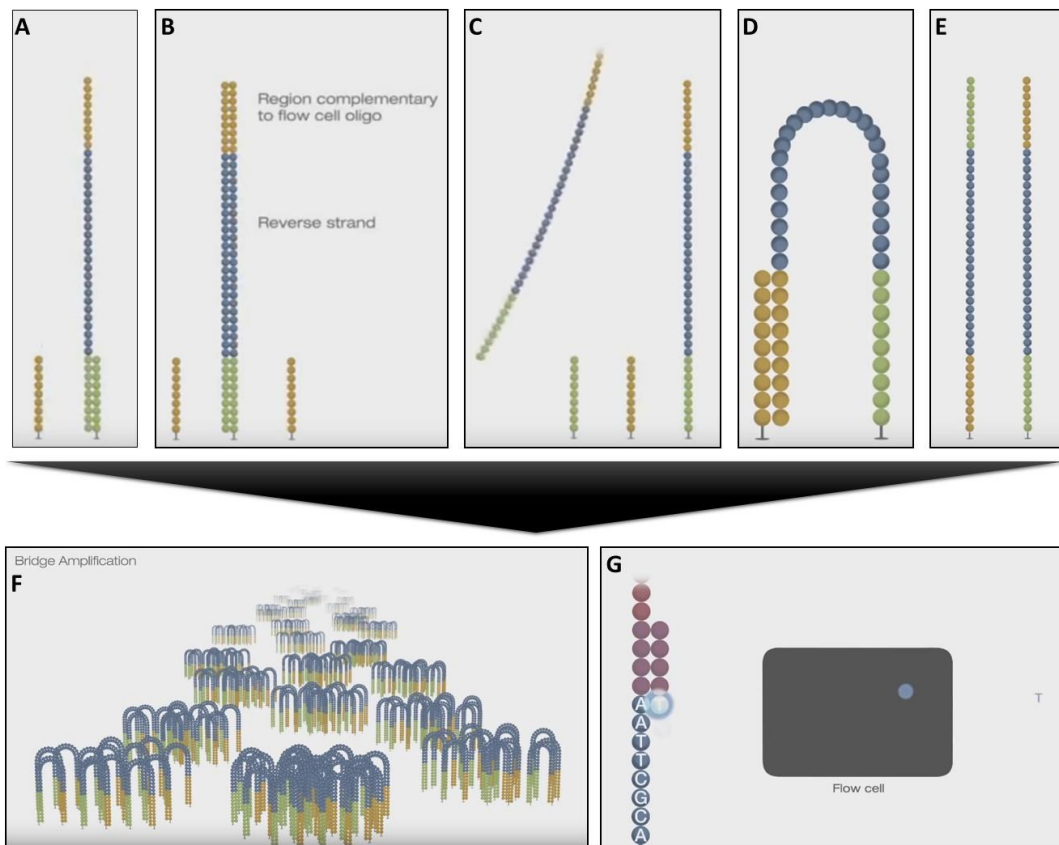 A
B
Region complementary
to flow cell oligo
Reverse strand
C
D
E
Bridge Amplification
F
G
A T
A
T
T
C
G
C
A
T
Flow cell